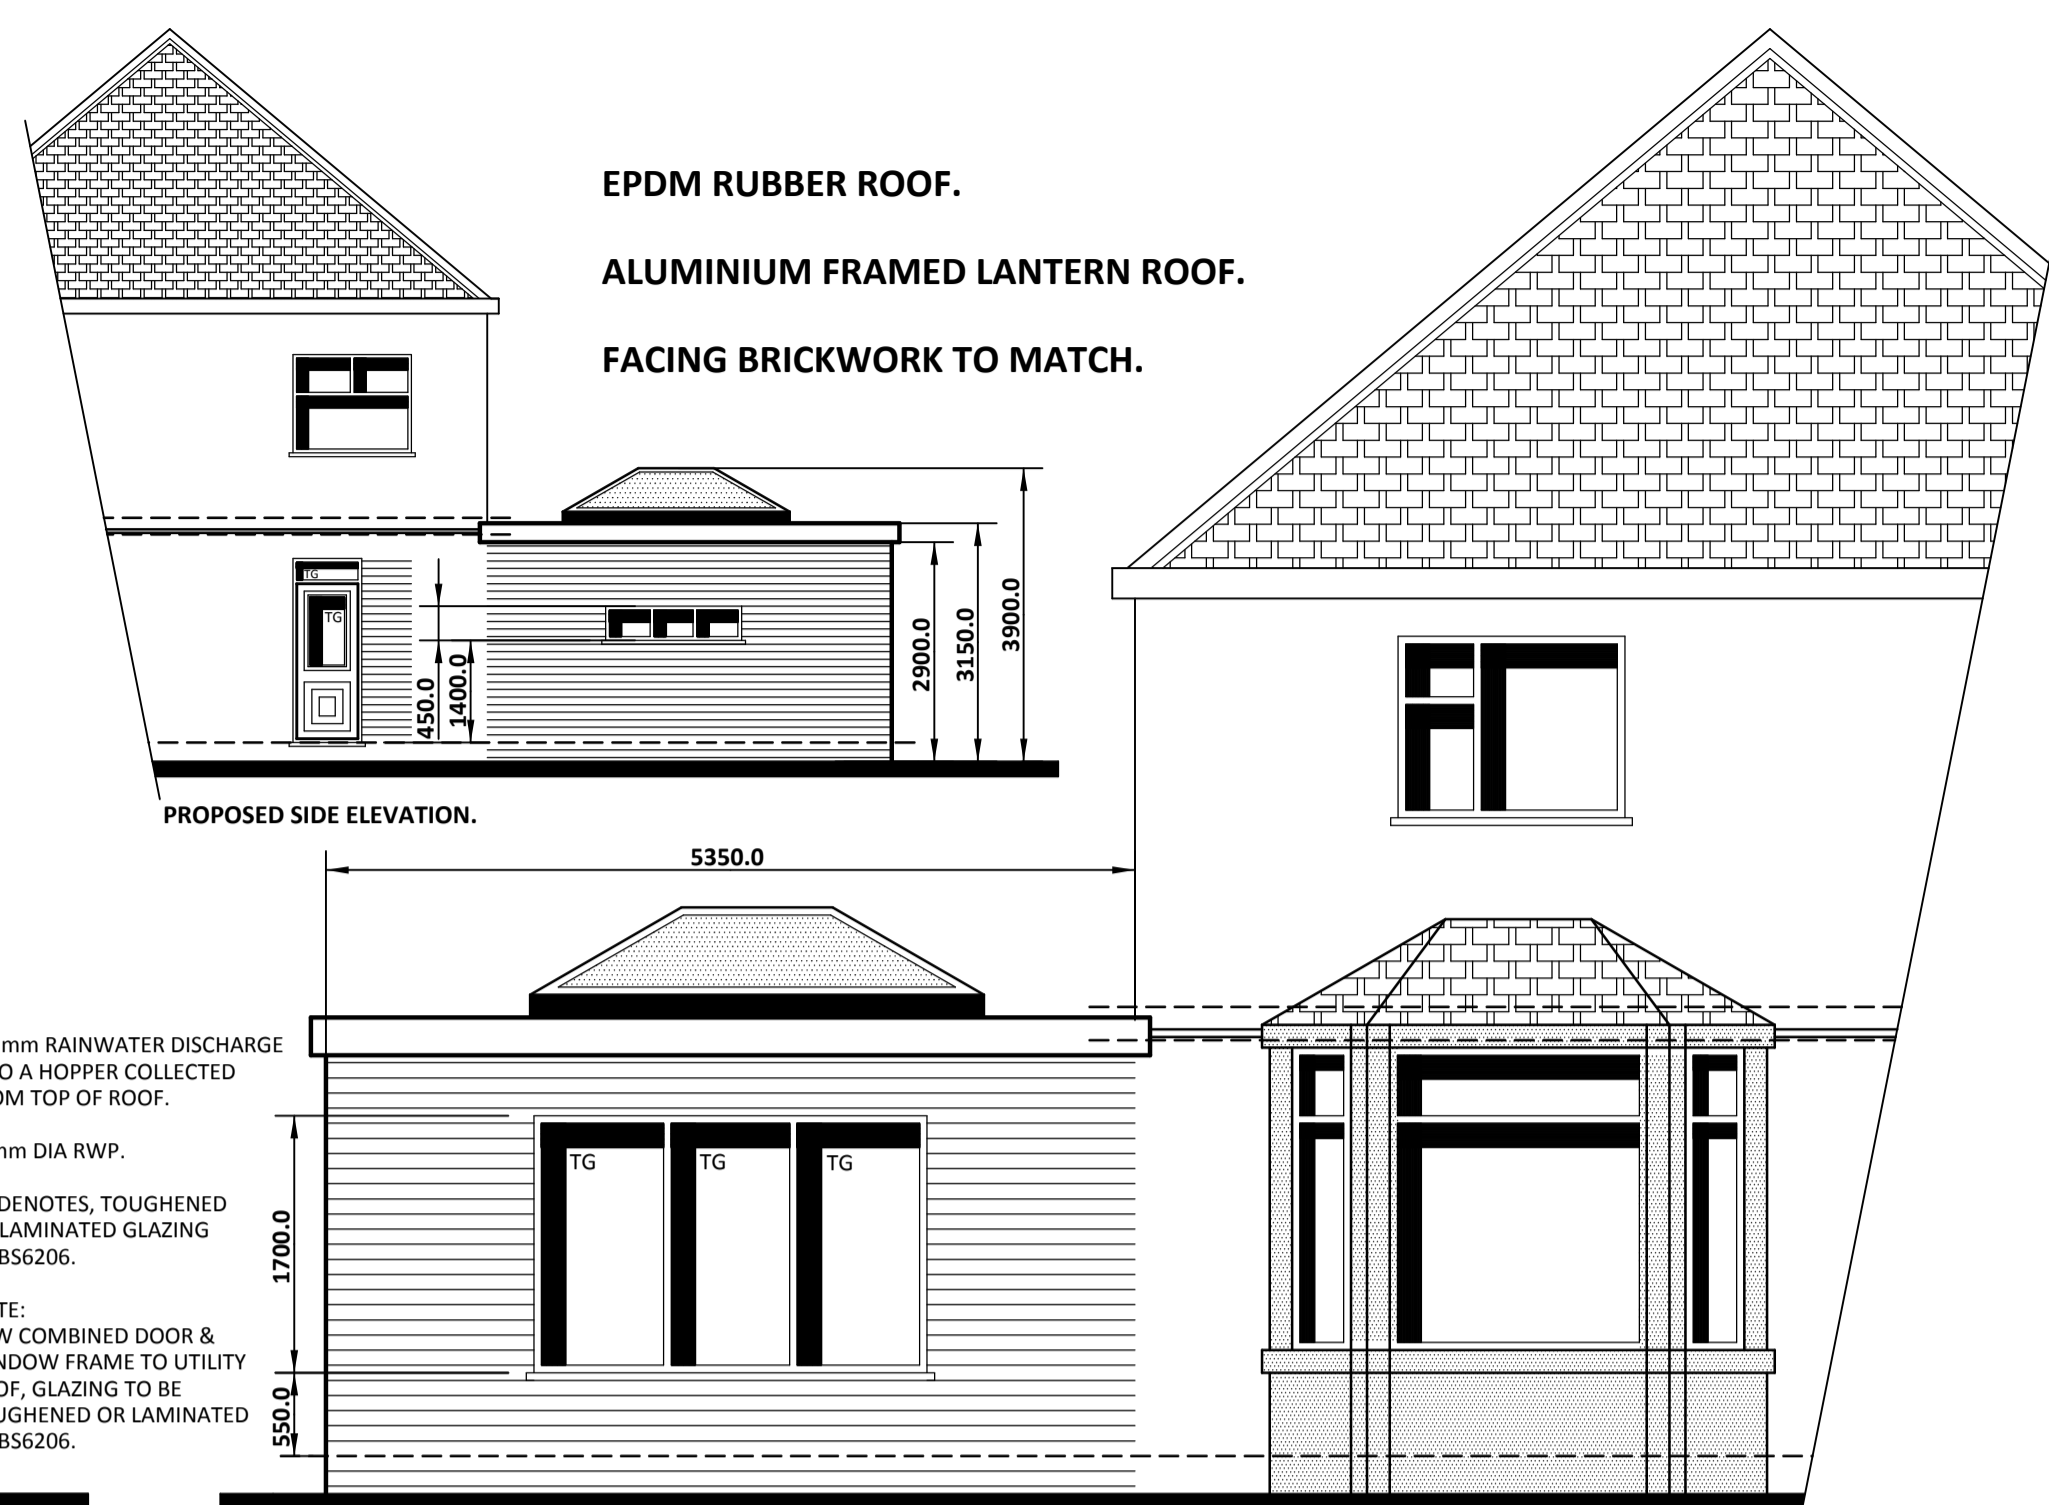 EPDM RUBBER ROOF.
ALUMINIUM FRAMED LANTERN ROOF.
FACING BRICKWORK TO MATCH.
TG
TG
450.0
1400.0
2900.0
3150.0
3900.0
PROPOSED SIDE ELEVATION.
5350.0
mm RAINWATER DISCHARGE
O A HOPPER COLLECTED
OM TOP OF ROOF.
mm DIA RWP.
DENOTES, TOUGHENED
LAMINATED GLAZING
BS6206.
TE:
W COMBINED DOOR &
NDOW FRAME TO UTILITY
OF, GLAZING TO BE
UGHENED OR LAMINATED
BS6206.
1700.0
550.0
TG
TG
TG